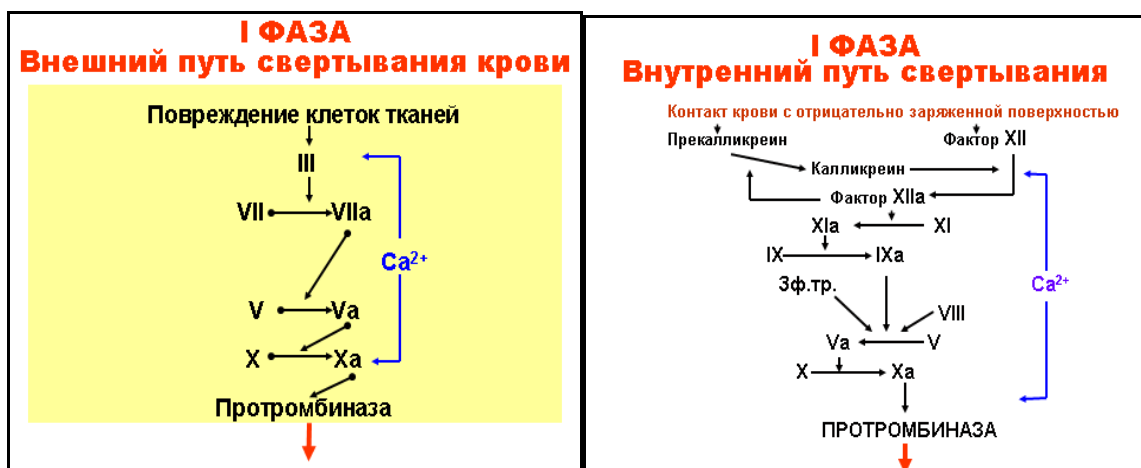 I ФАЗА
Внешний путь свертывания крови
Повреждение клеток тканей
III
VII VIIa
Ca²⁺
V Va
X Xa
Протромбиназа
I ФАЗА
Внутренний путь свертывания
Контакт крови с отрицательно заряженной поверхностью
Прекалликреин Фактор XII
Калликреин
Фактор XIIa
XIa XI
IX IXa
3ф.тр. Ca²⁺
VIII
Va V
X Xa
ПРОТРОМБИНАЗА